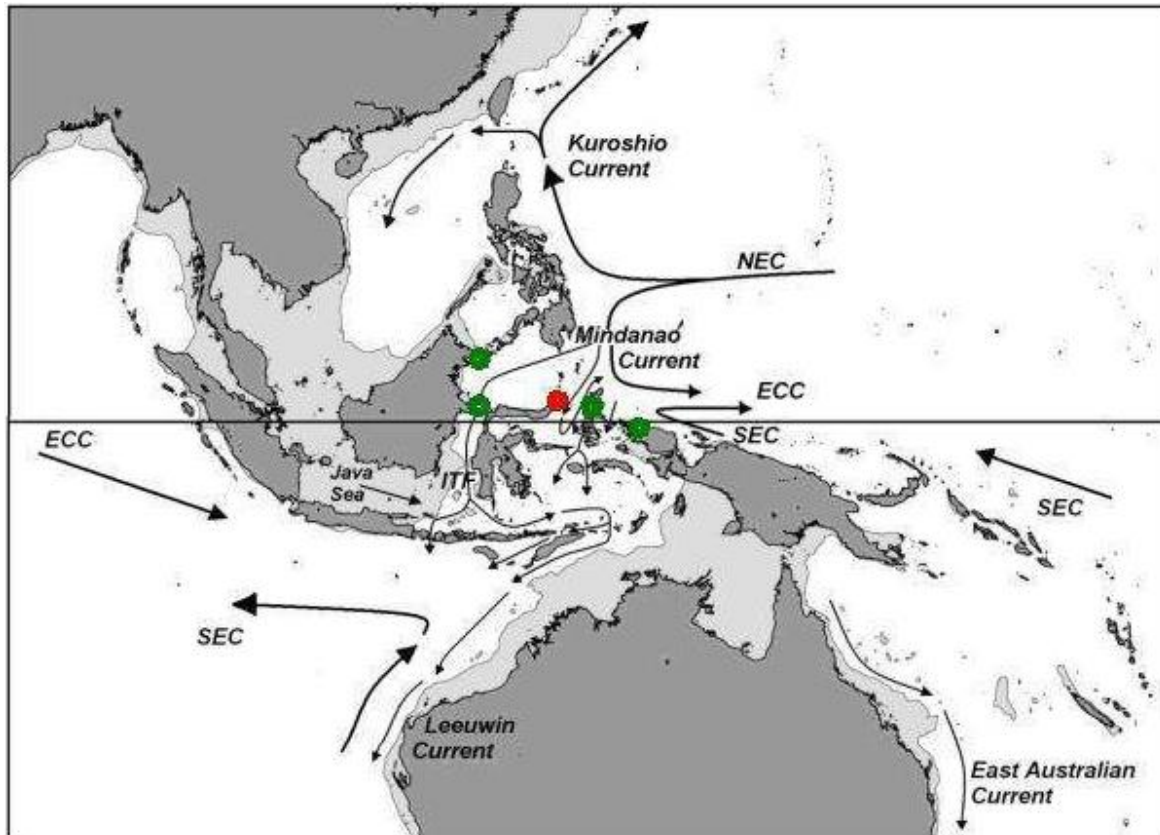 Kuroshio
Current
NEC
Mindanao
Current
ECC
SEC
ECC
Java
Sea
ITF
SEC
SEC
Leeuwin
Current
East Australian
Current